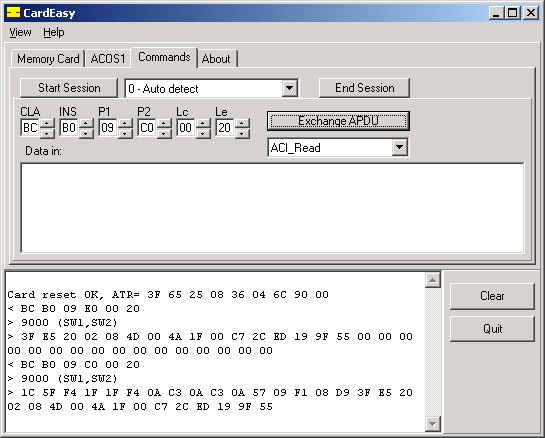 CardEasy
View Help
Memory Card ACOS1 Commands About
Start Session 0 - Auto detect End Session
CLA INS P1 P2 Lc Le
BC B0 09 C0 00 20 Exchange APDU
Data in: ACI_Read
Card reset OK, ATR= 3F 65 25 08 36 04 6C 90 00
< BC B0 09 E0 00 20
> 9000 (SW1,SW2)
> 3F E5 20 02 08 4D 00 4A 1F 00 C7 2C ED 19 9F 55 00 00 00
00 00 00 00 00 00 00 00 00 00 00 00 00
< BC B0 09 C0 00 20
> 9000 (SW1,SW2)
> 1C 5F F4 1F 1F F4 0A C3 0A C3 0A 57 09 F1 08 D9 3F E5 20
02 08 4D 00 4A 1F 00 C7 2C ED 19 9F 55
Clear
Quit